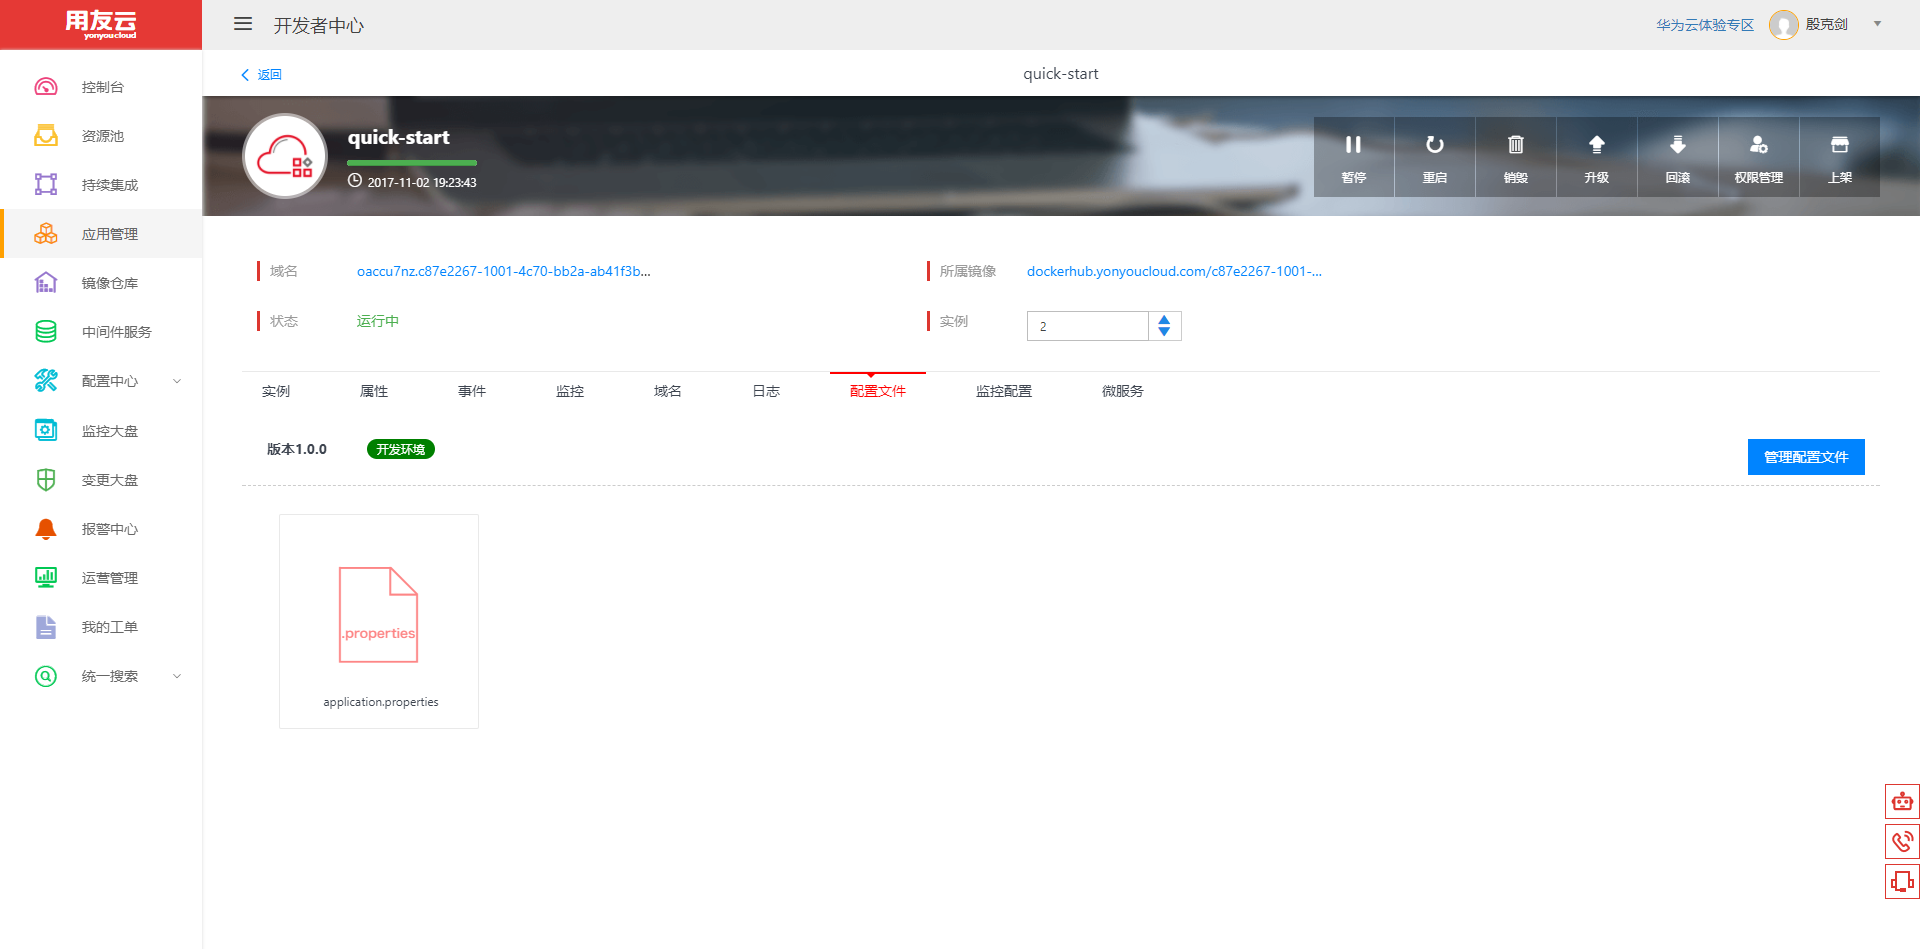 用友云
yonyoucloud
开发者中心
华为云体验专区
殷克剑
控制台
资源池
持续集成
应用管理
镜像仓库
中间件服务
配置中心
监控大盘
变更大盘
报警中心
运营管理
我的工单
统一搜索
返回
quick-start
quick-start
2017-11-02 19:23:43
暂停
重启
销毁
升级
回滚
权限管理
上架
域名
oaccu7nz.c87e2267-1001-4c70-bb2a-ab41f3b...
所属镜像
dockerhub.yonyoucloud.com/c87e2267-1001-...
状态
运行中
实例
2
实例
属性
事件
监控
域名
日志
配置文件
监控配置
微服务
版本1.0.0
开发环境
管理配置文件
.properties
application.properties